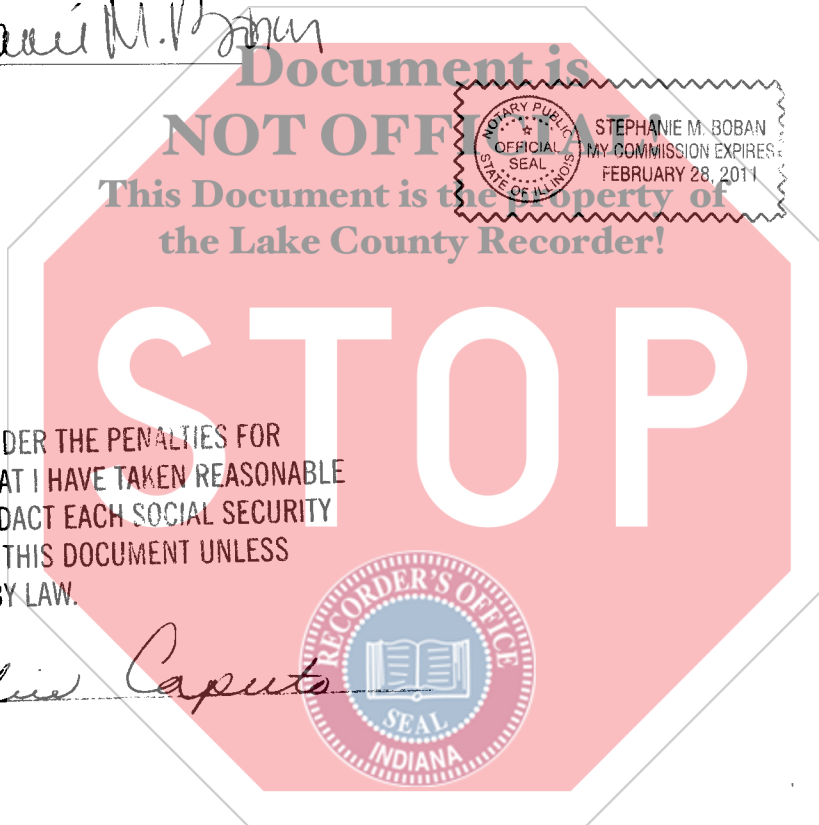 M. Boban
Document is
NOT OFFICIAL!
This Document is the property of
the Lake County Recorder!
NOTARY PUBLIC
OFFICIAL
SEAL
STATE OF ILLINOIS
STEPHANIE M. BOBAN
MY COMMISSION EXPIRES
FEBRUARY 28, 2011
STOP
DER THE PENALTIES FOR
AT I HAVE TAKEN REASONABLE
DACT EACH SOCIAL SECURITY
THIS DOCUMENT UNLESS
BY LAW.
Caputo
RECORDER'S OFFICE
SEAL
INDIANA